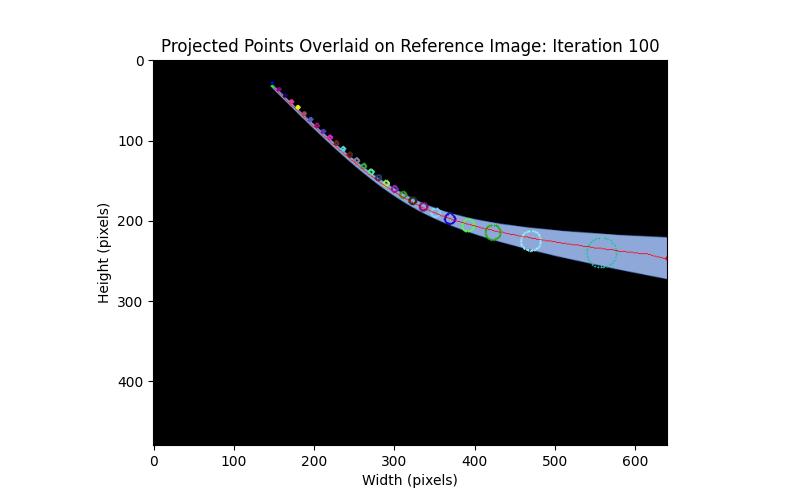 Projected Points Overlaid on Reference Image: Iteration 100
0
100
200
300
400
Height (pixels)
0 100 200 300 400 500 600
Width (pixels)